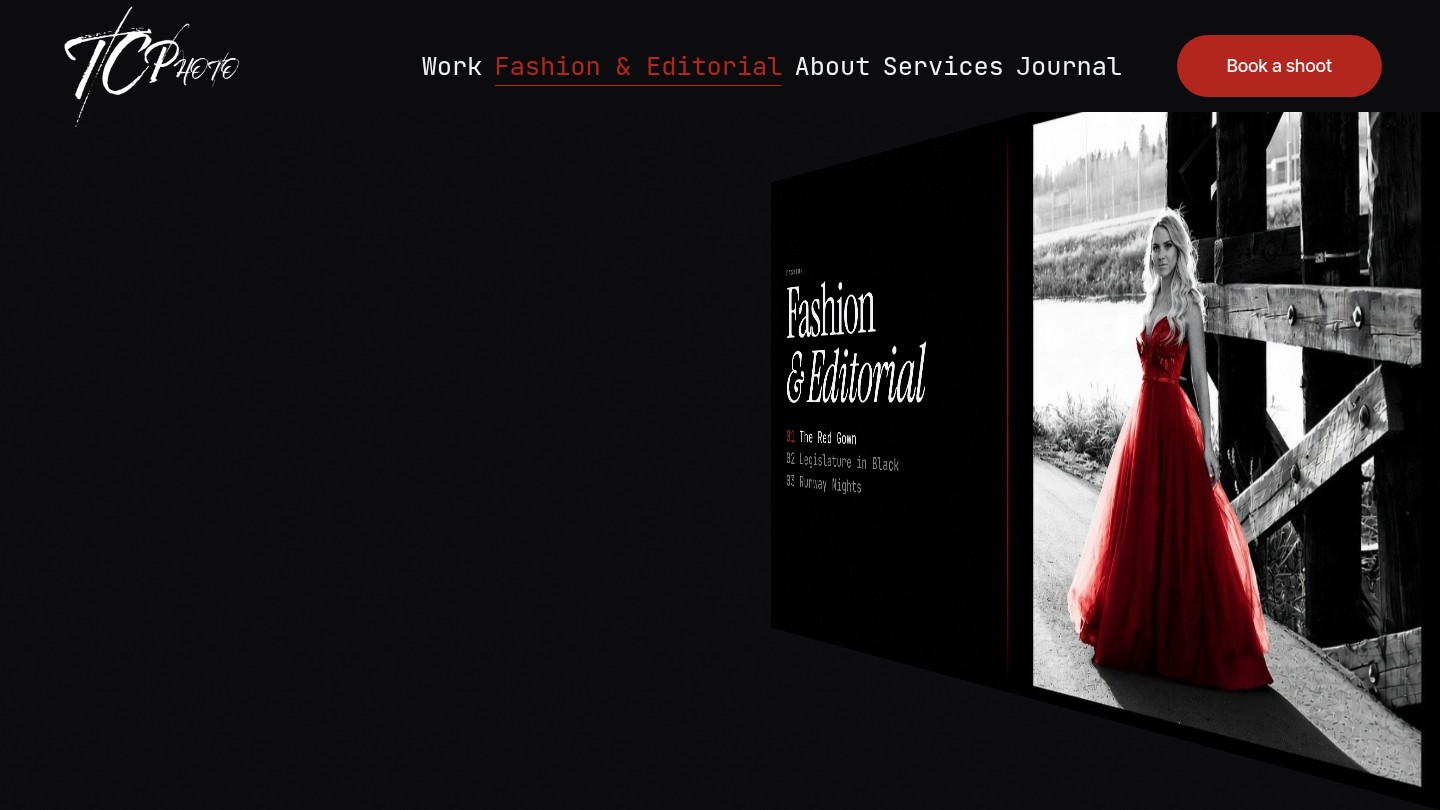 TCPhoto
Work Fashion & Editorial About Services Journal
Book a shoot
Fashion
& Editorial
01 The Red Gown
02 Legislature in Black
03 Runway Nights